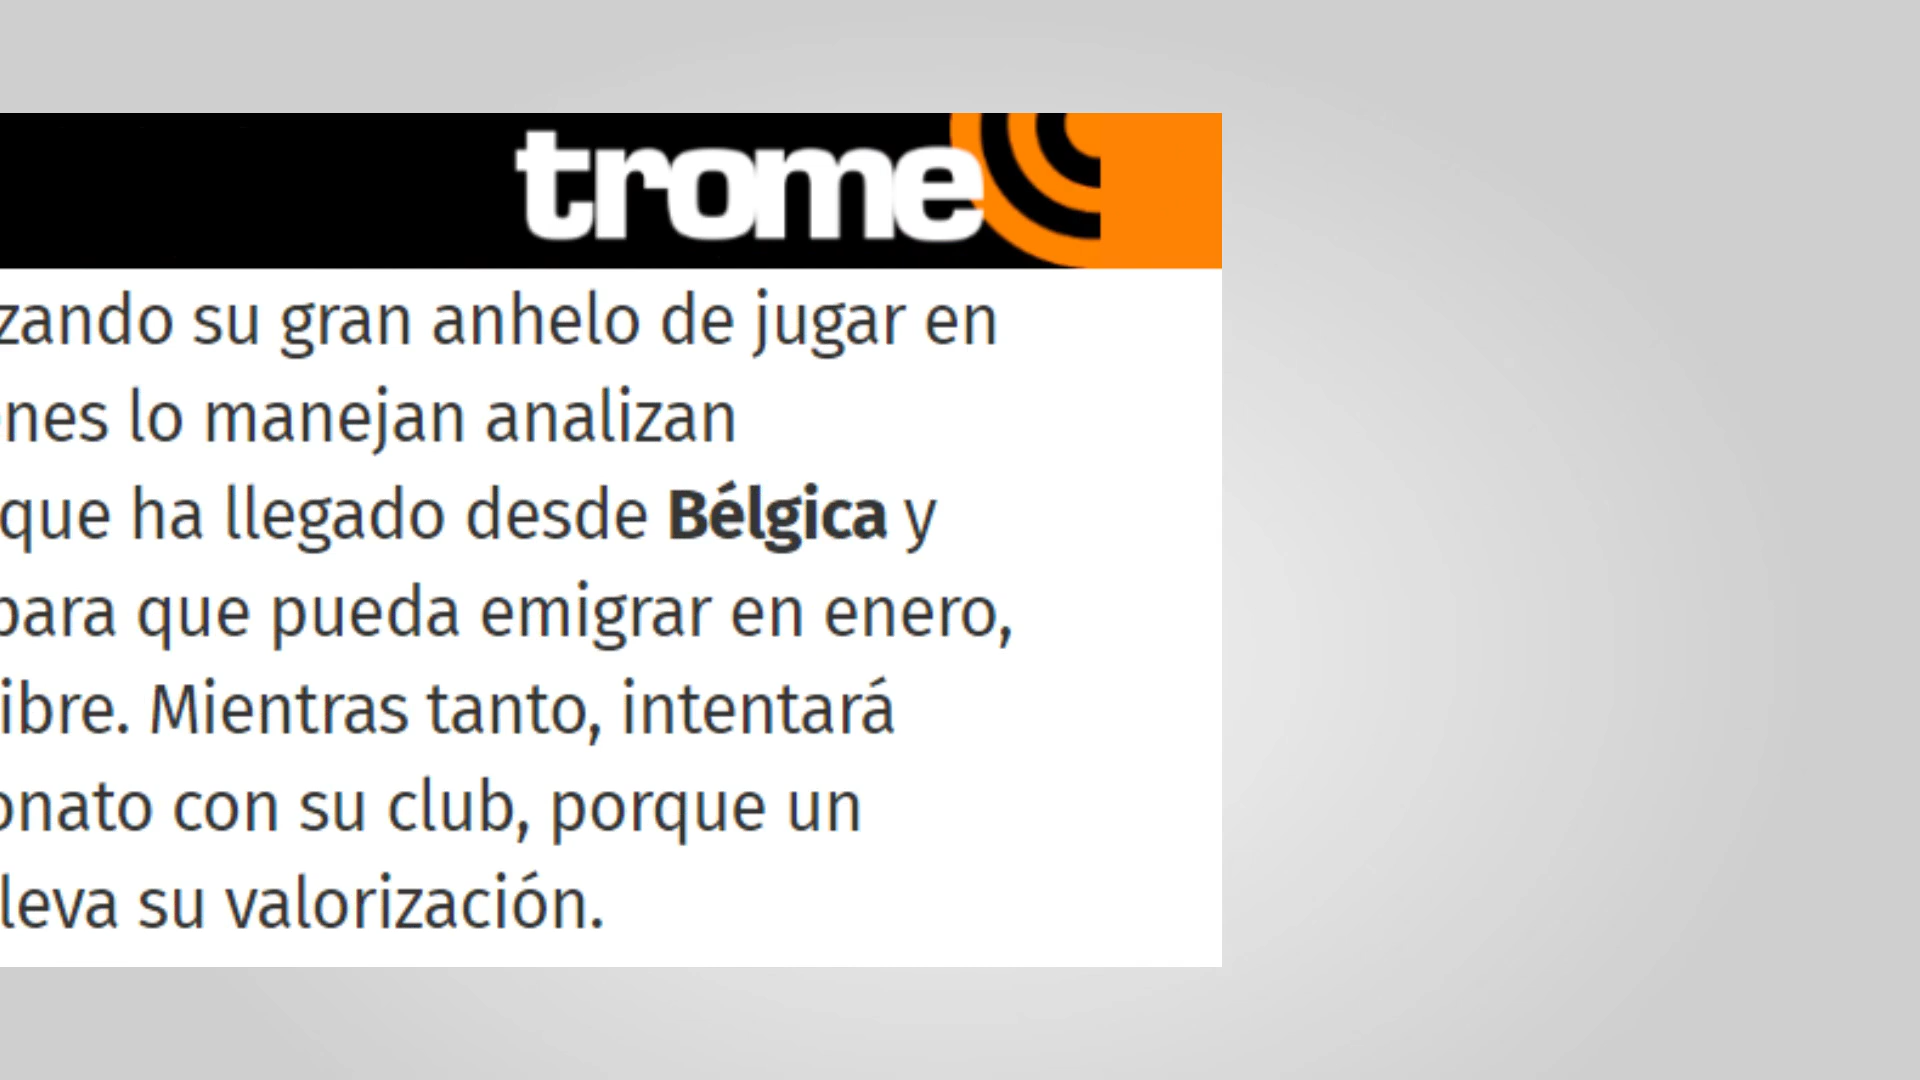 trome
zando su gran anhelo de jugar en
nes lo manejan analizan
que ha llegado desde Bélgica y
para que pueda emigrar en enero,
ibre. Mientras tanto, intentará
onato con su club, porque un
leva su valorización.